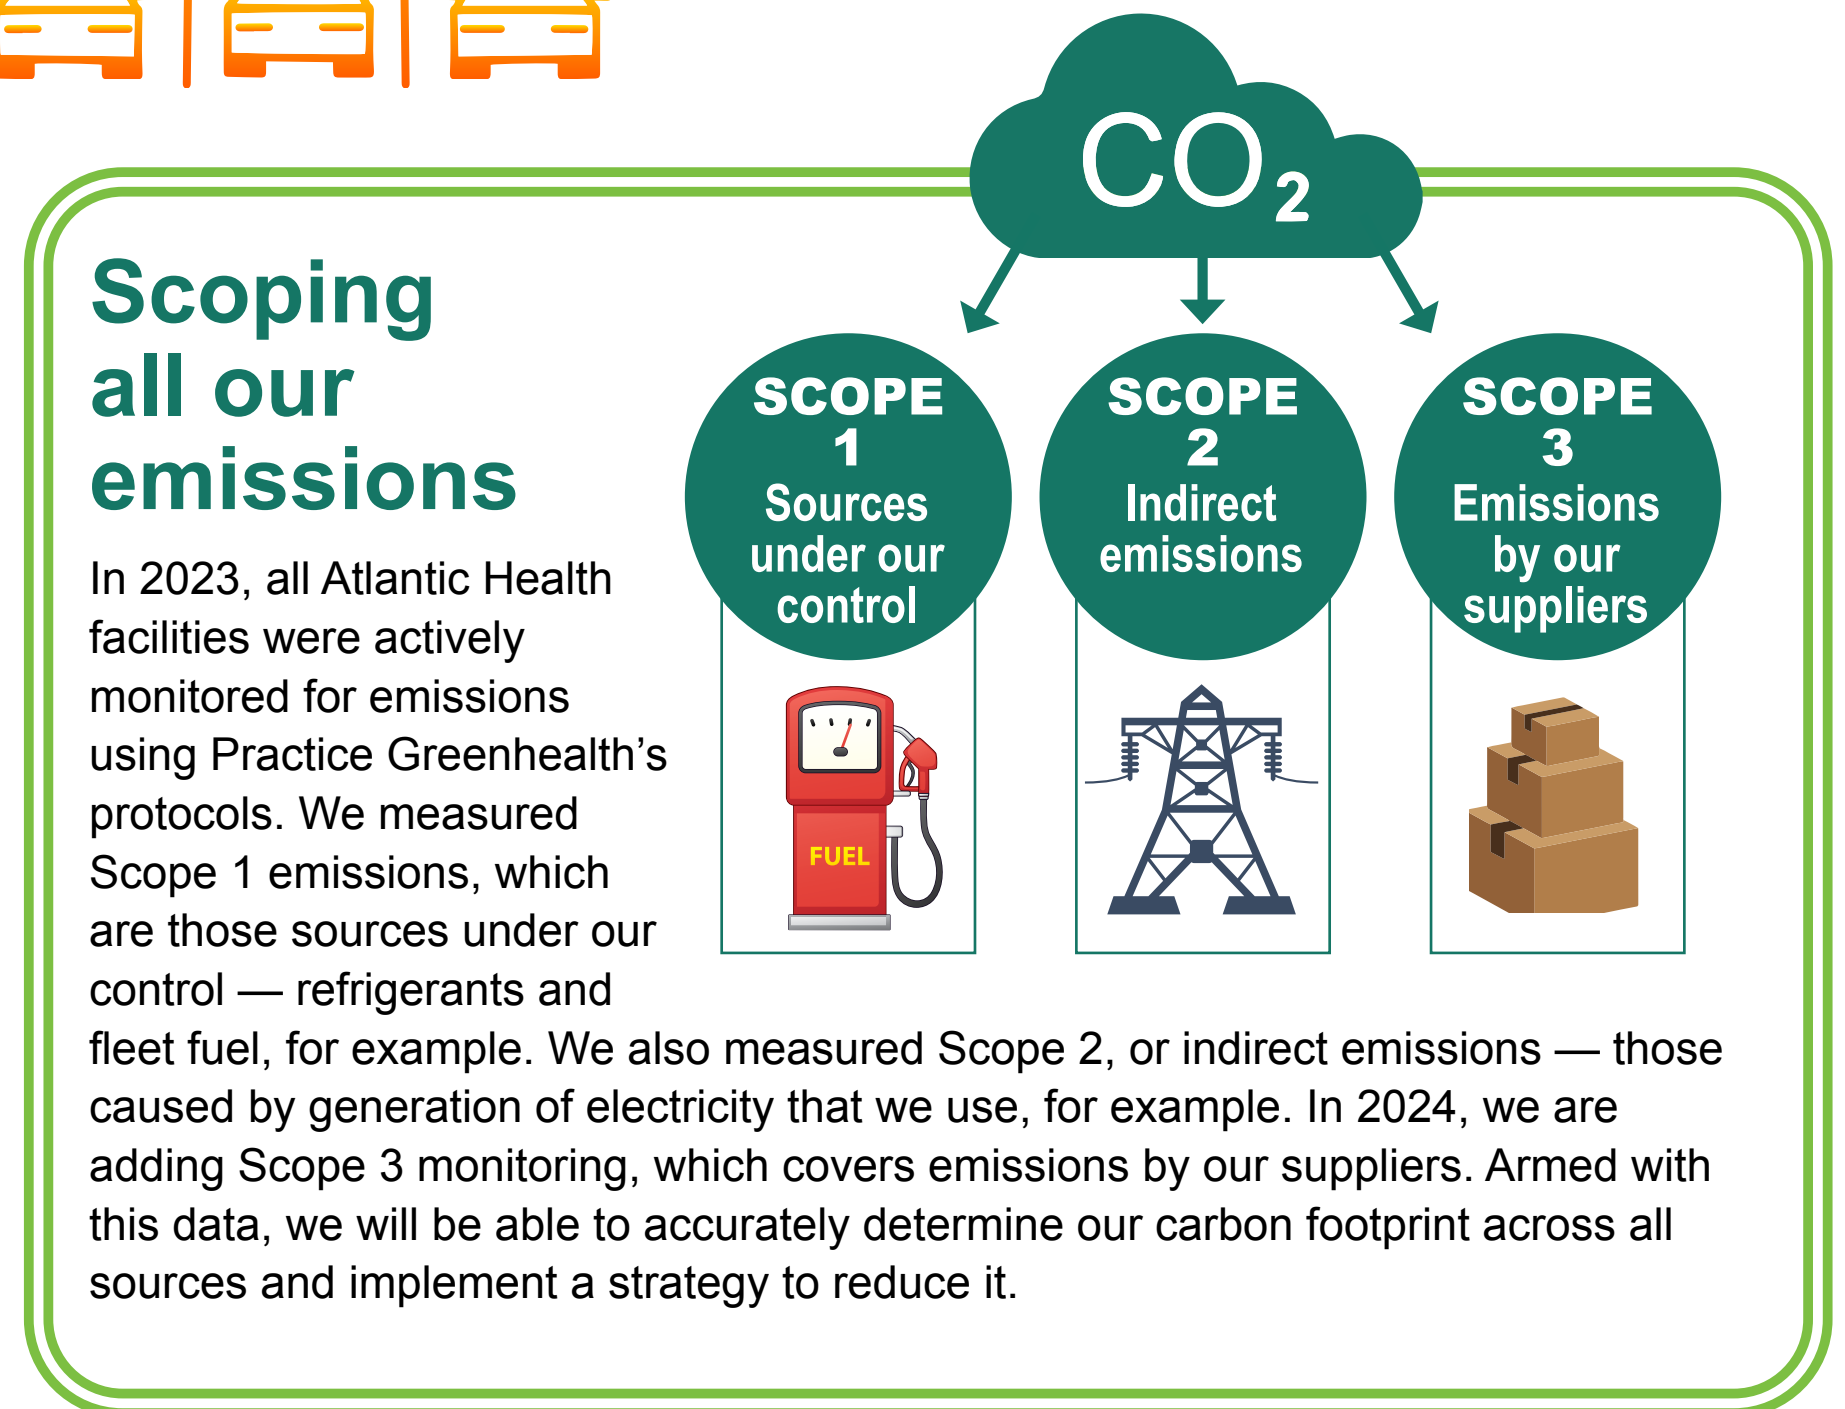 CO₂
Scoping
all our
emissions
SCOPE
1
Sources
under our
control
SCOPE
2
Indirect
emissions
SCOPE
3
Emissions
by our
suppliers
FUEL
In 2023, all Atlantic Health
facilities were actively
monitored for emissions
using Practice Greenhealth’s
protocols. We measured
Scope 1 emissions, which
are those sources under our
control — refrigerants and
fleet fuel, for example. We also measured Scope 2, or indirect emissions — those
caused by generation of electricity that we use, for example. In 2024, we are
adding Scope 3 monitoring, which covers emissions by our suppliers. Armed with
this data, we will be able to accurately determine our carbon footprint across all
sources and implement a strategy to reduce it.